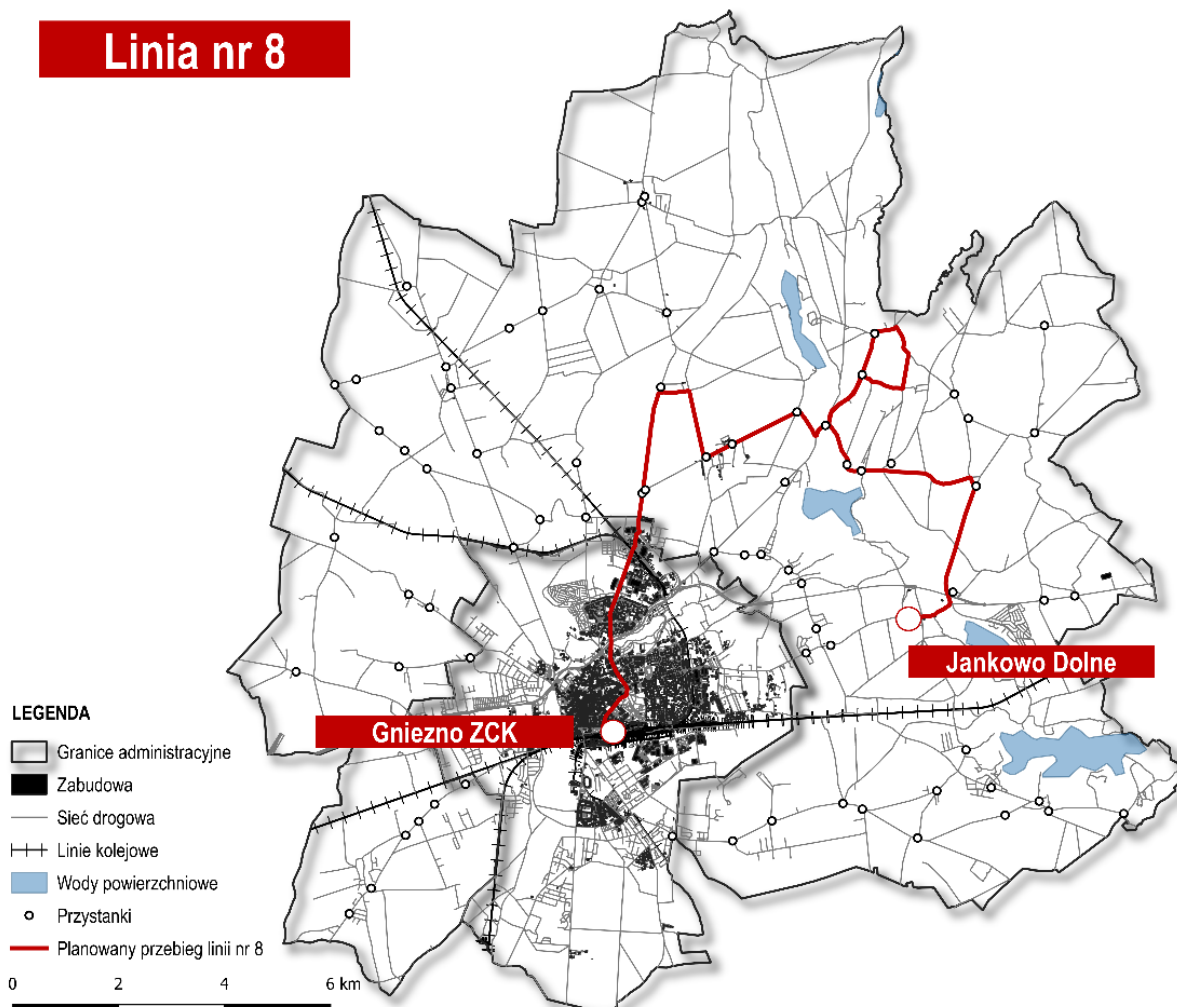 Linia nr 8
Jankowo Dolne
Gniezno ZCK
LEGENDA
Granice administracyjne
Zabudowa
Sieć drogowa
Linie kolejowe
Wody powierzchniowe
Przystanki
Planowany przebieg linii nr 8
0 2 4 6 km